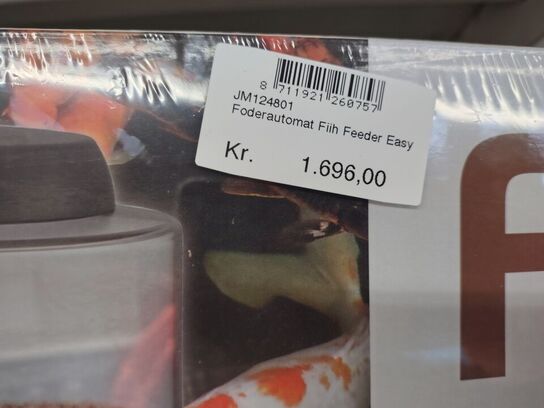 8 711921 260757
JM124801
Foderautomat Fiih Feeder Easy
Kr. 1.696,00
F